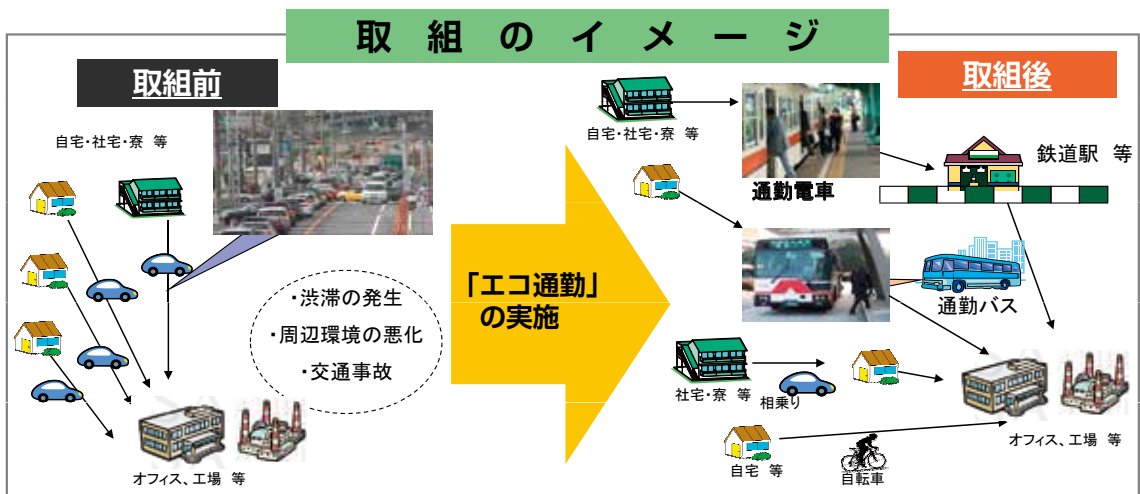 取組のイメージ
取組前
自宅・社宅・寮 等
・渋滞の発生
・周辺環境の悪化
・交通事故
オフィス、工場 等
「エコ通勤」
の実施
取組後
自宅・社宅・寮 等
通勤電車
鉄道駅 等
通勤バス
社宅・寮 等
相乗り
自宅 等
自転車
オフィス、工場 等